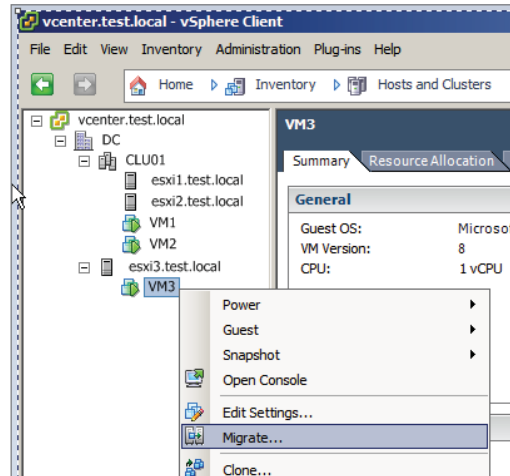 vcenter.test.local - vSphere Client
File Edit View Inventory Administration Plug-ins Help
Home Inventory Hosts and Clusters
vcenter.test.local
DC
CLU01
esxi1.test.local
esxi2.test.local
VM1
VM2
esxi3.test.local
VM3
VM3
Summary Resource Allocation
General
Guest OS: Microso
VM Version: 8
CPU: 1 vCPU
Power
Guest
Snapshot
Open Console
Edit Settings...
Migrate...
Clone...